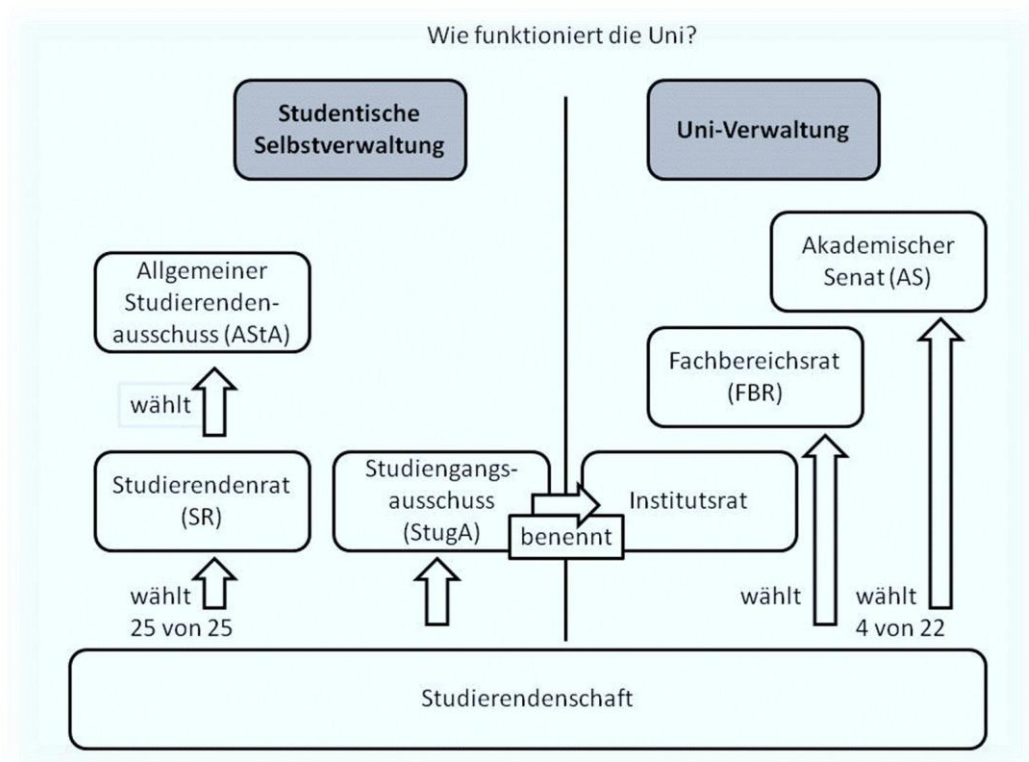 Wie funktioniert die Uni?
Studentische
Selbstverwaltung
Uni-Verwaltung
Allgemeiner
Studierenden-
ausschuss (AStA)
Akademischer
Senat (AS)
Fachbereichsrat
(FBR)
wählt
Studierendenrat
(SR)
Studiengangs-
ausschuss
(StugA)
benennt
Institutsrat
wählt
25 von 25
wählt
wählt
4 von 22
Studierendenschaft